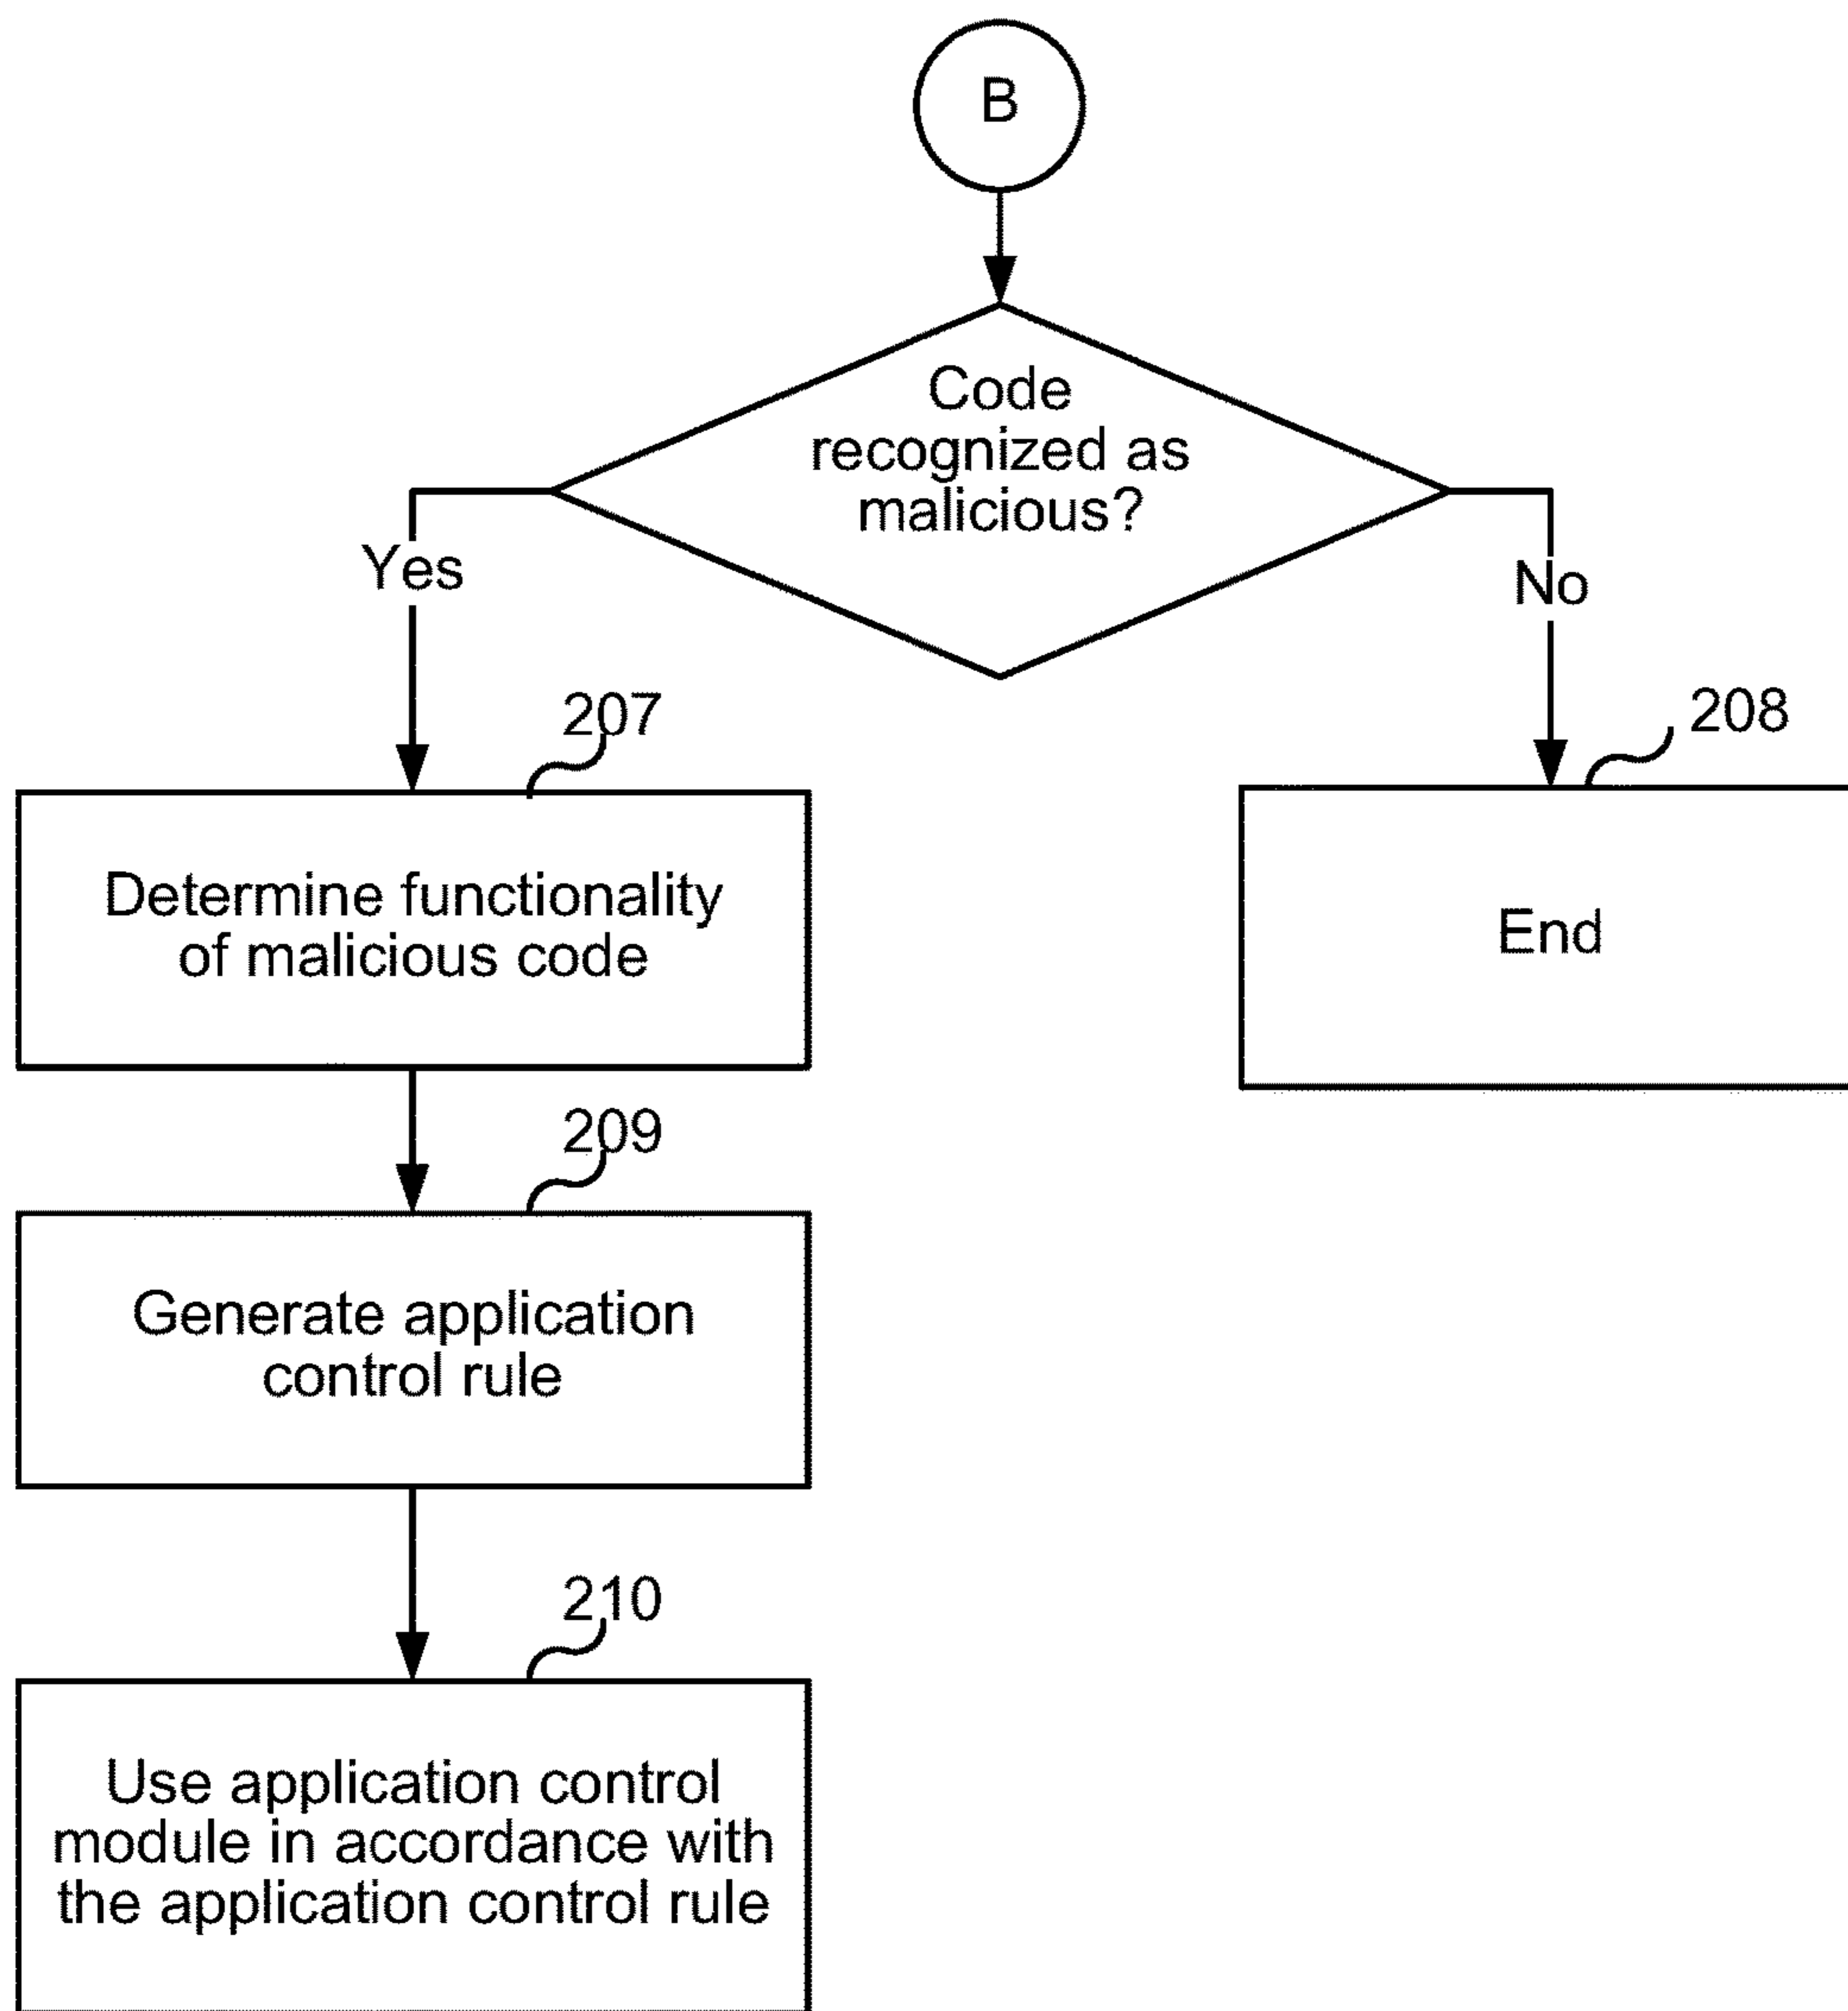 B
Code
recognized as
malicious?
Yes
No
207
208
Determine functionality
of malicious code
End
209
Generate application
control rule
210
Use application control
module in accordance with
the application control rule